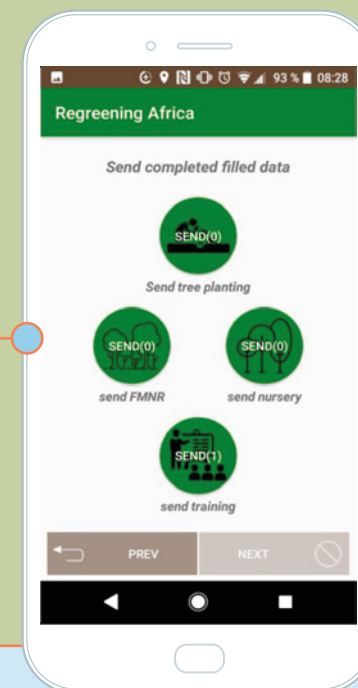 93 % 08:28
Regreening Africa
Send completed filled data
SEND(0)
Send tree planting
SEND(0) SEND(0)
send FMNR send nursery
SEND(1)
send training
PREV NEXT